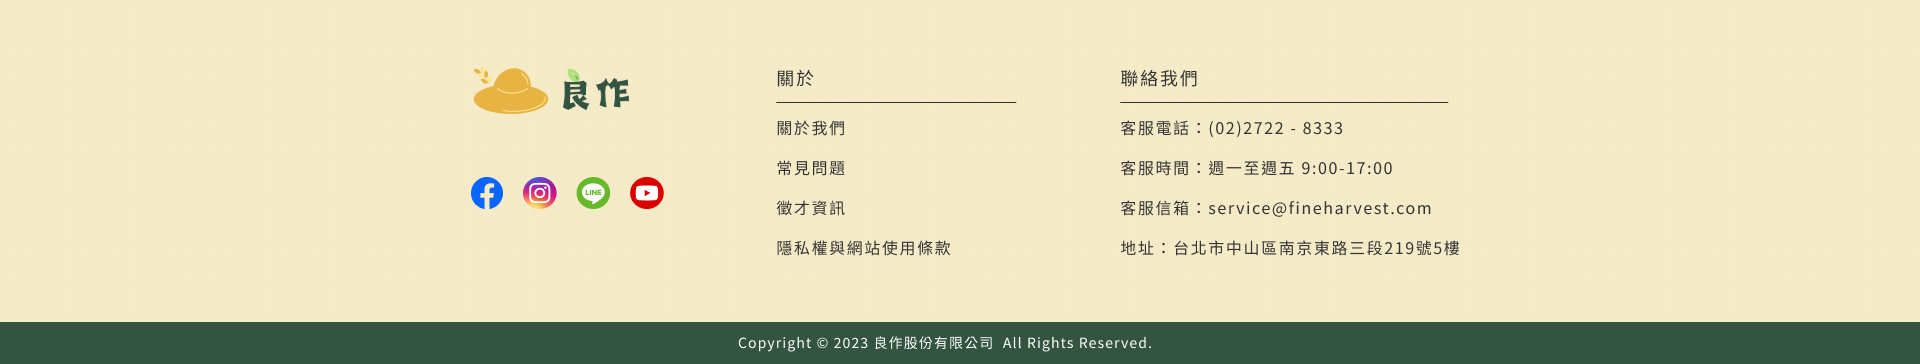 良作
LINE
關於
關於我們
常見問題
徵才資訊
隱私權與網站使用條款
聯絡我們
客服電話：(02)2722 - 8333
客服時間：週一至週五 9:00-17:00
客服信箱：service@fineharvest.com
地址：台北市中山區南京東路三段219號5樓
Copyright © 2023 良作股份有限公司 All Rights Reserved.